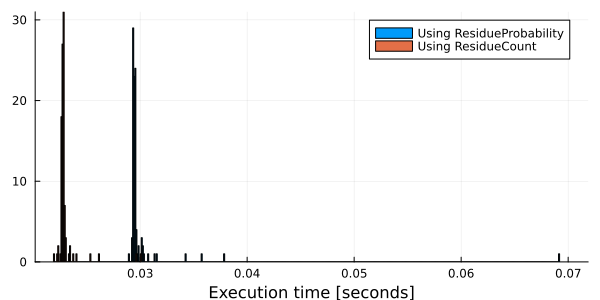 30
20
10
0
Using ResidueProbability
Using ResidueCount
0.03 0.04 0.05 0.06 0.07
Execution time [seconds]